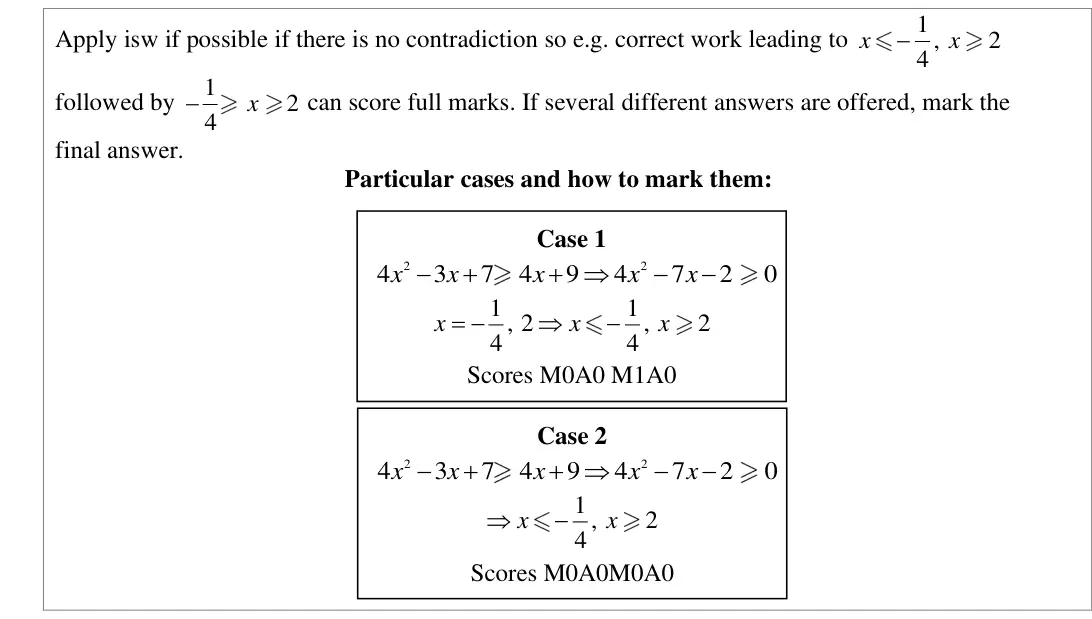 Apply isw if possible if there is no contradiction so e.g. correct work leading to x ⩽ −1/4, x ⩾ 2
followed by −1/4 ⩾ x ⩾ 2 can score full marks. If several different answers are offered, mark the
final answer.
Particular cases and how to mark them:
Case 1
4x² − 3x + 7 ⩾ 4x + 9 ⇒ 4x² − 7x − 2 ⩾ 0
x = −1/4, 2 ⇒ x ⩽ −1/4, x ⩾ 2
Scores M0A0 M1A0
Case 2
4x² − 3x + 7 ⩾ 4x + 9 ⇒ 4x² − 7x − 2 ⩾ 0
⇒ x ⩽ −1/4, x ⩾ 2
Scores M0A0M0A0